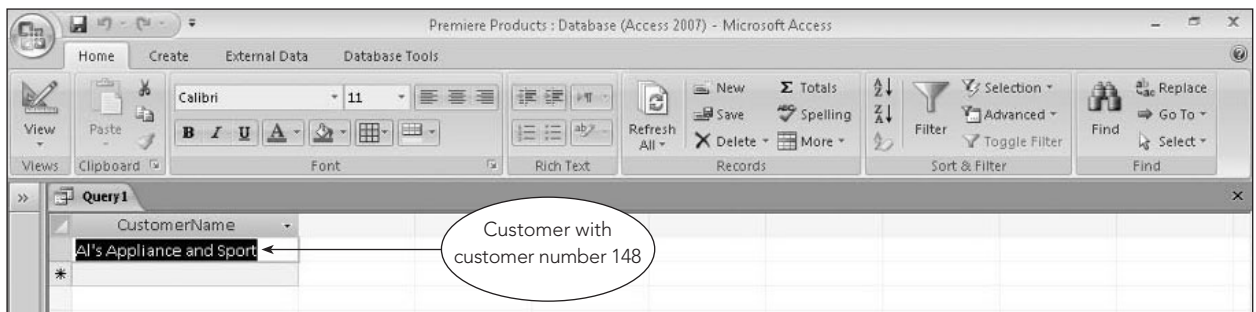 Premiere Products : Database (Access 2007) - Microsoft Access
Home Create External Data Database Tools
Calibri 11
New Σ Totals Selection Replace
Save Spelling Advanced Go To
View Paste B I U A ab Refresh All Delete More Filter Toggle Filter Find Select
Views Clipboard Font Rich Text Records Sort & Filter Find
» Query1 x
CustomerName
Al's Appliance and Sport
*
Customer with
customer number 148